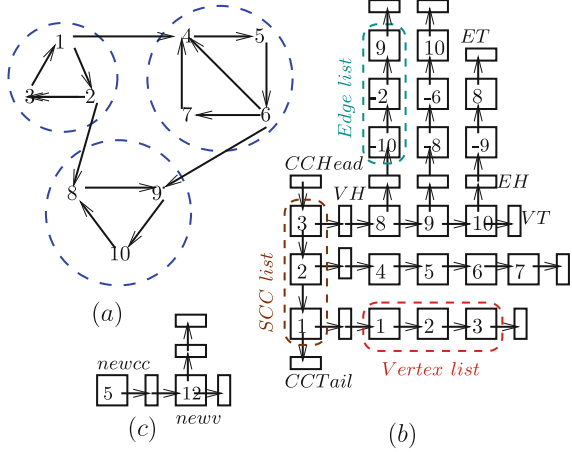 1
4
5
3
2
7
6
8
9
10
(a)
9
10
ET
-2
-6
8
-10
-8
-9
Edge list
CCHead
VH
EH
3
8
9
10
VT
2
4
5
6
7
1
1
2
3
SCC list
CCTail
Vertex list
(b)
newcc
5
12
newv
(c)